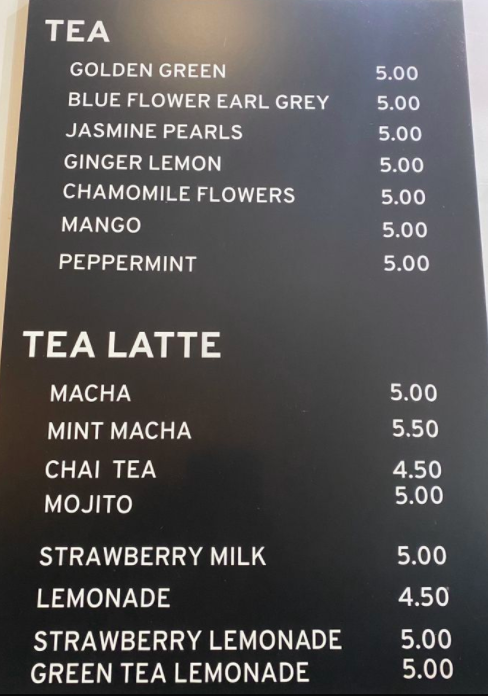 TEA
GOLDEN GREEN 5.00
BLUE FLOWER EARL GREY 5.00
JASMINE PEARLS 5.00
GINGER LEMON 5.00
CHAMOMILE FLOWERS 5.00
MANGO 5.00
PEPPERMINT 5.00
TEA LATTE
MACHA 5.00
MINT MACHA 5.50
CHAI TEA 4.50
MOJITO 5.00
STRAWBERRY MILK 5.00
LEMONADE 4.50
STRAWBERRY LEMONADE 5.00
GREEN TEA LEMONADE 5.00